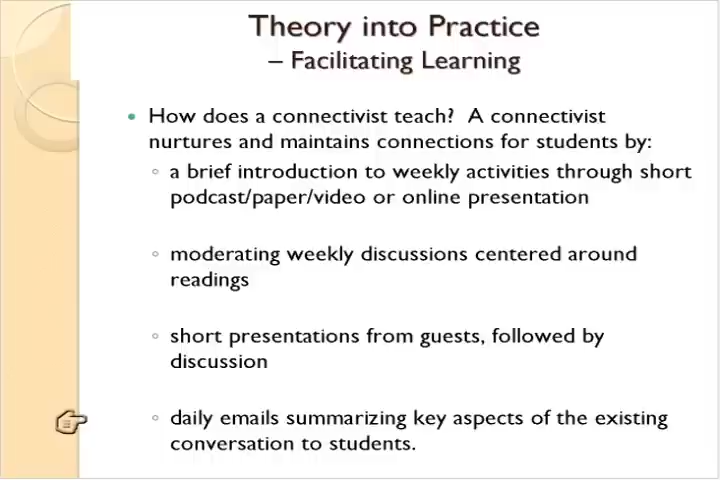 Theory into Practice
– Facilitating Learning
• How does a connectivist teach? A connectivist
nurtures and maintains connections for students by:
◦ a brief introduction to weekly activities through short
podcast/paper/video or online presentation
◦ moderating weekly discussions centered around
readings
◦ short presentations from guests, followed by
discussion
◦ daily emails summarizing key aspects of the existing
conversation to students.